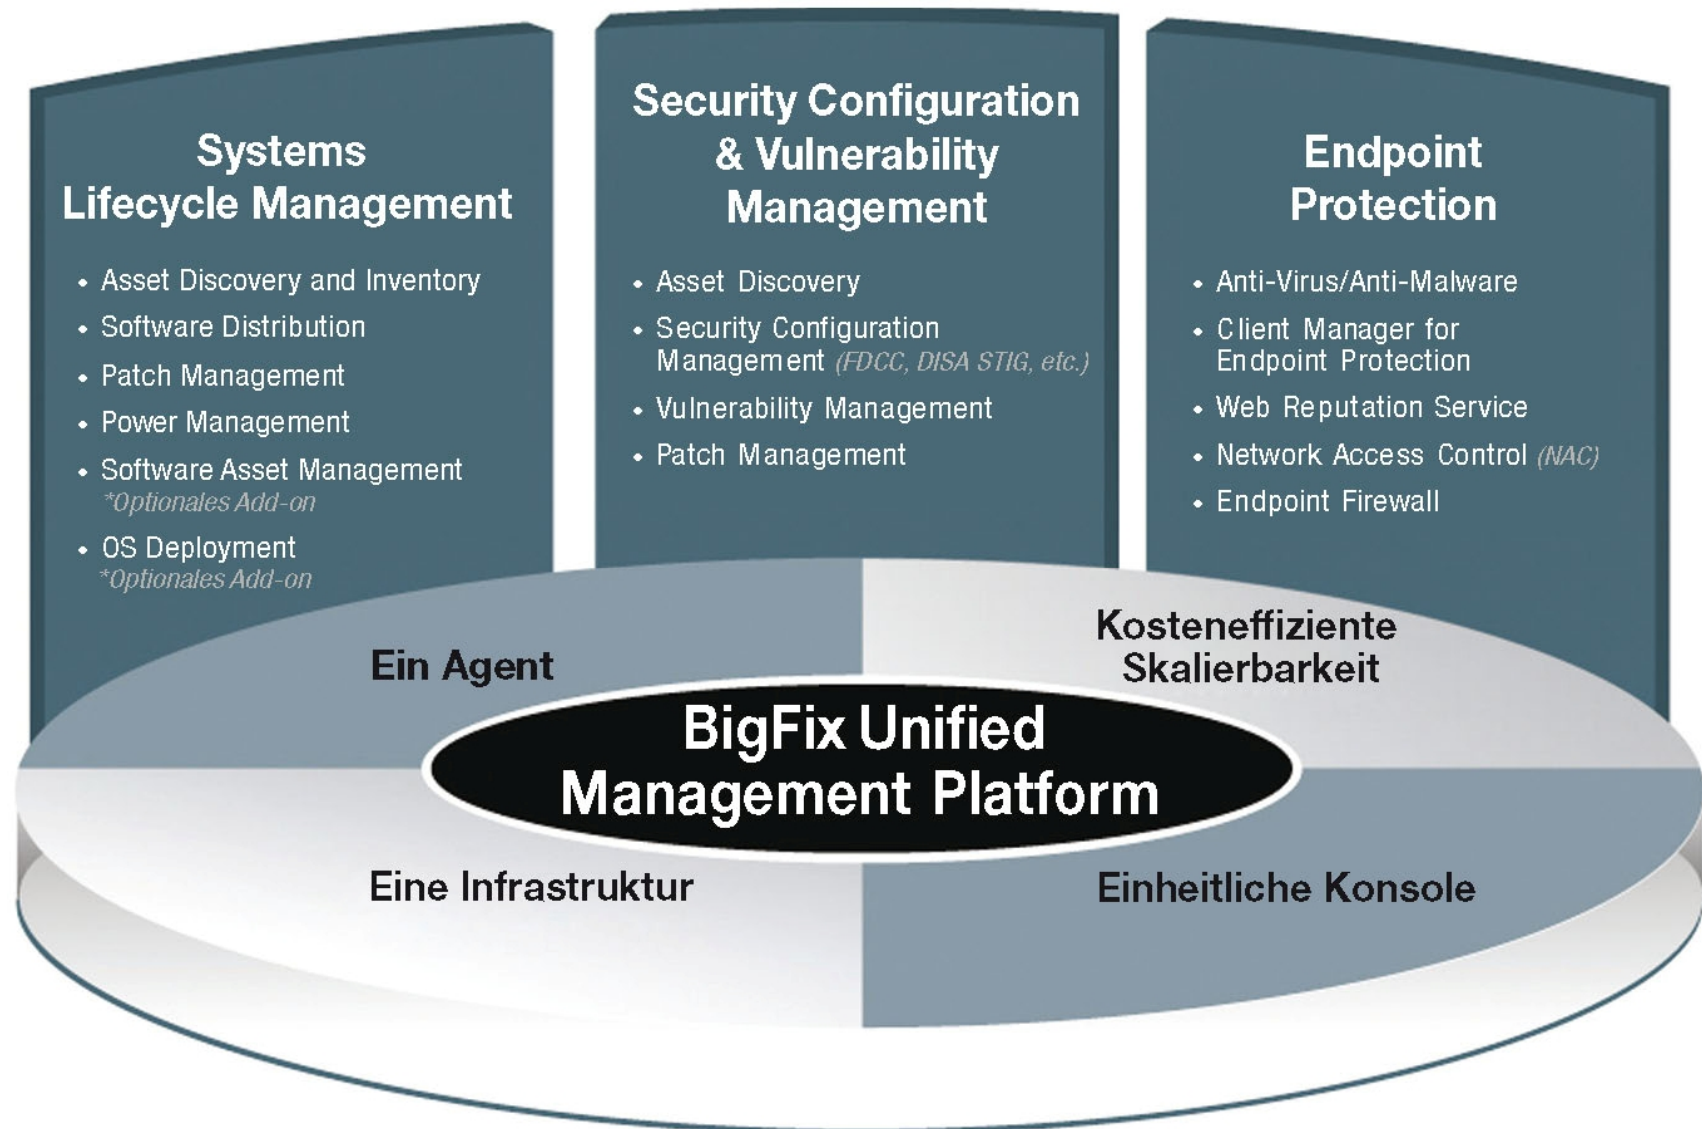 Systems
Lifecycle Management
• Asset Discovery and Inventory
• Software Distribution
• Patch Management
• Power Management
• Software Asset Management
*Optionales Add-on
• OS Deployment
*Optionales Add-on
Security Configuration
& Vulnerability
Management
• Asset Discovery
• Security Configuration
Management (FDCC, DISA STIG, etc.)
• Vulnerability Management
• Patch Management
Endpoint
Protection
• Anti-Virus/Anti-Malware
• Client Manager for
Endpoint Protection
• Web Reputation Service
• Network Access Control (NAC)
• Endpoint Firewall
Ein Agent
Kosteneffiziente
Skalierbarkeit
BigFix Unified
Management Platform
Eine Infrastruktur
Einheitliche Konsole